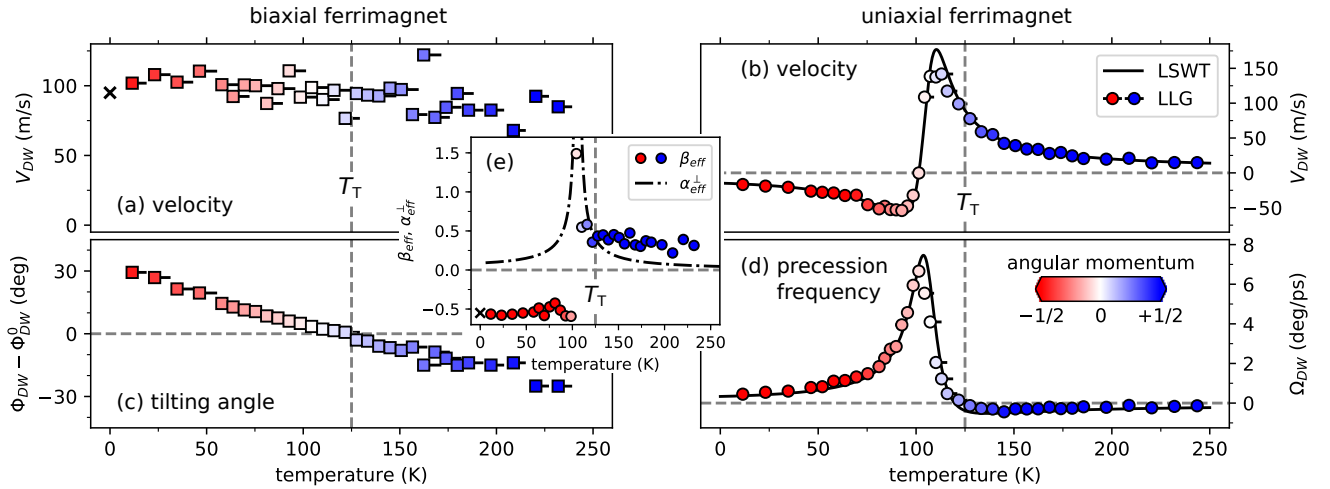 biaxial ferrimagnet
uniaxial ferrimagnet
V_DW (m/s)
100
50
0
(a) velocity
T_T
(b) velocity
LSWT
LLG
150
100
50
0
−50
V_DW (m/s)
T_T
(e)
β_eff
α_eff^⊥
β_eff, α_eff^⊥
1.5
1.0
0.5
0.0
−0.5
T_T
0 50 100 150 200 250
temperature (K)
Φ_DW − Φ_DW^0 (deg)
30
0
−30
(c) tilting angle
0 50 100 150 200 250
temperature (K)
(d) precession
frequency
angular momentum
−1/2 0 +1/2
8
6
4
2
0
Ω_DW (deg/ps)
0 50 100 150 200 250
temperature (K)